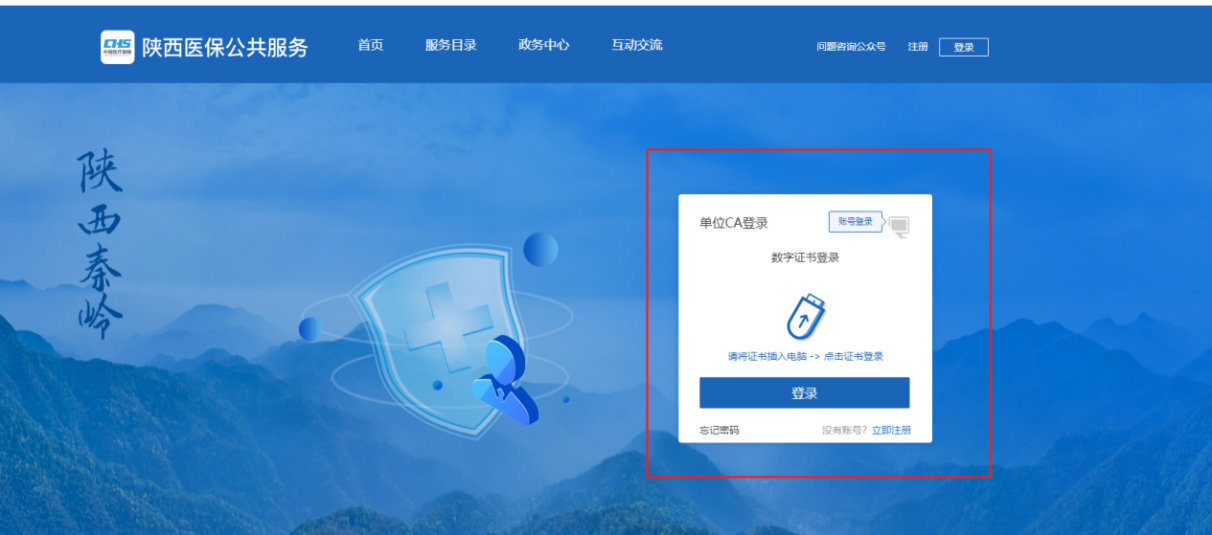 CHS
陕西医保公共服务
首页
服务目录
政务中心
互动交流
问题咨询公众号
注册
登录
陕西秦岭
单位CA登录
账号登录
数字证书登录
请将证书插入电脑 -> 点击证书登录
登录
忘记密码
没有账号? 立即注册